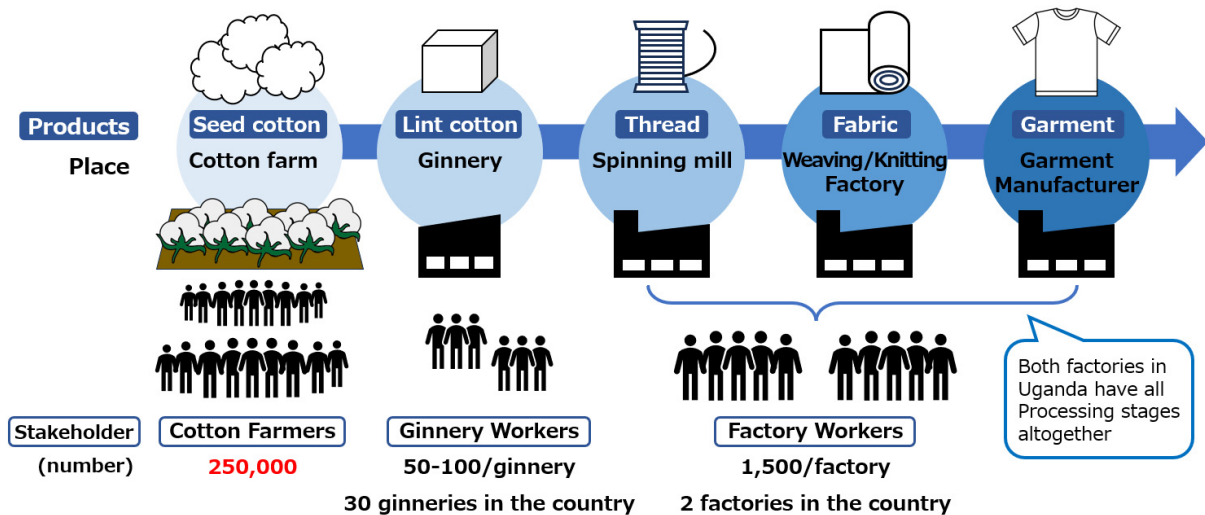 Products
Seed cotton
Lint cotton
Thread
Fabric
Garment
Place
Cotton farm
Ginnery
Spinning mill
Weaving/Knitting
Factory
Garment
Manufacturer
Both factories in
Uganda have all
Processing stages
altogether
Stakeholder
Cotton Farmers
Ginnery Workers
Factory Workers
(number)
250,000
50-100/ginnery
1,500/factory
30 ginneries in the country
2 factories in the country